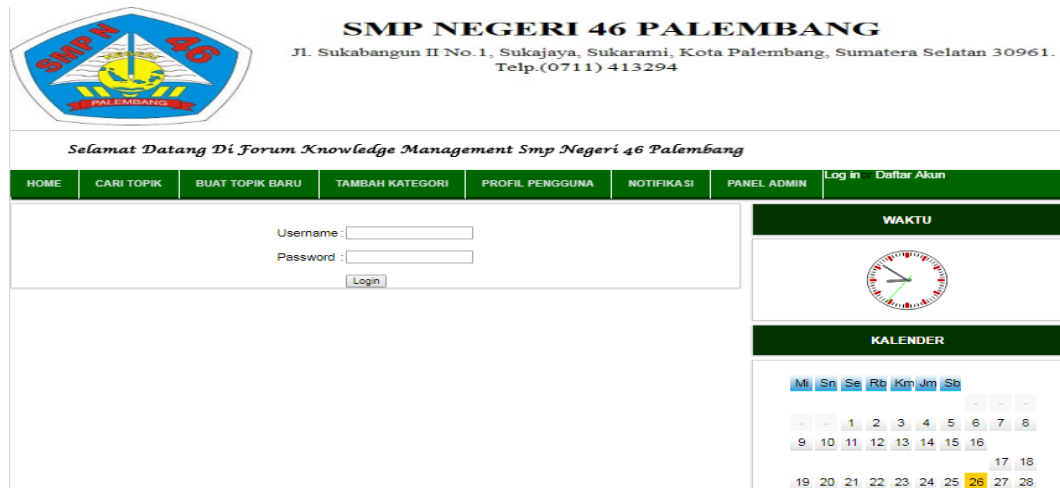 SMPN 46
PALEMBANG
SMP NEGERI 46 PALEMBANG
Jl. Sukabangun II No.1, Sukajaya, Sukarami, Kota Palembang, Sumatera Selatan 30961.
Telp.(0711) 413294
Selamat Datang Di Forum Knowledge Management Smp Negeri 46 Palembang
HOME CARI TOPIK BUAT TOPIK BARU TAMBAH KATEGORI PROFIL PENGGUNA NOTIFIKASI PANEL ADMIN Log in or Daftar Akun
Username :
Password :
Login
WAKTU
KALENDER
Mi Sn Se Rb Km Jm Sb
- - -
- - 1 2 3 4 5 6 7 8
9 10 11 12 13 14 15 16
17 18
19 20 21 22 23 24 25 26 27 28